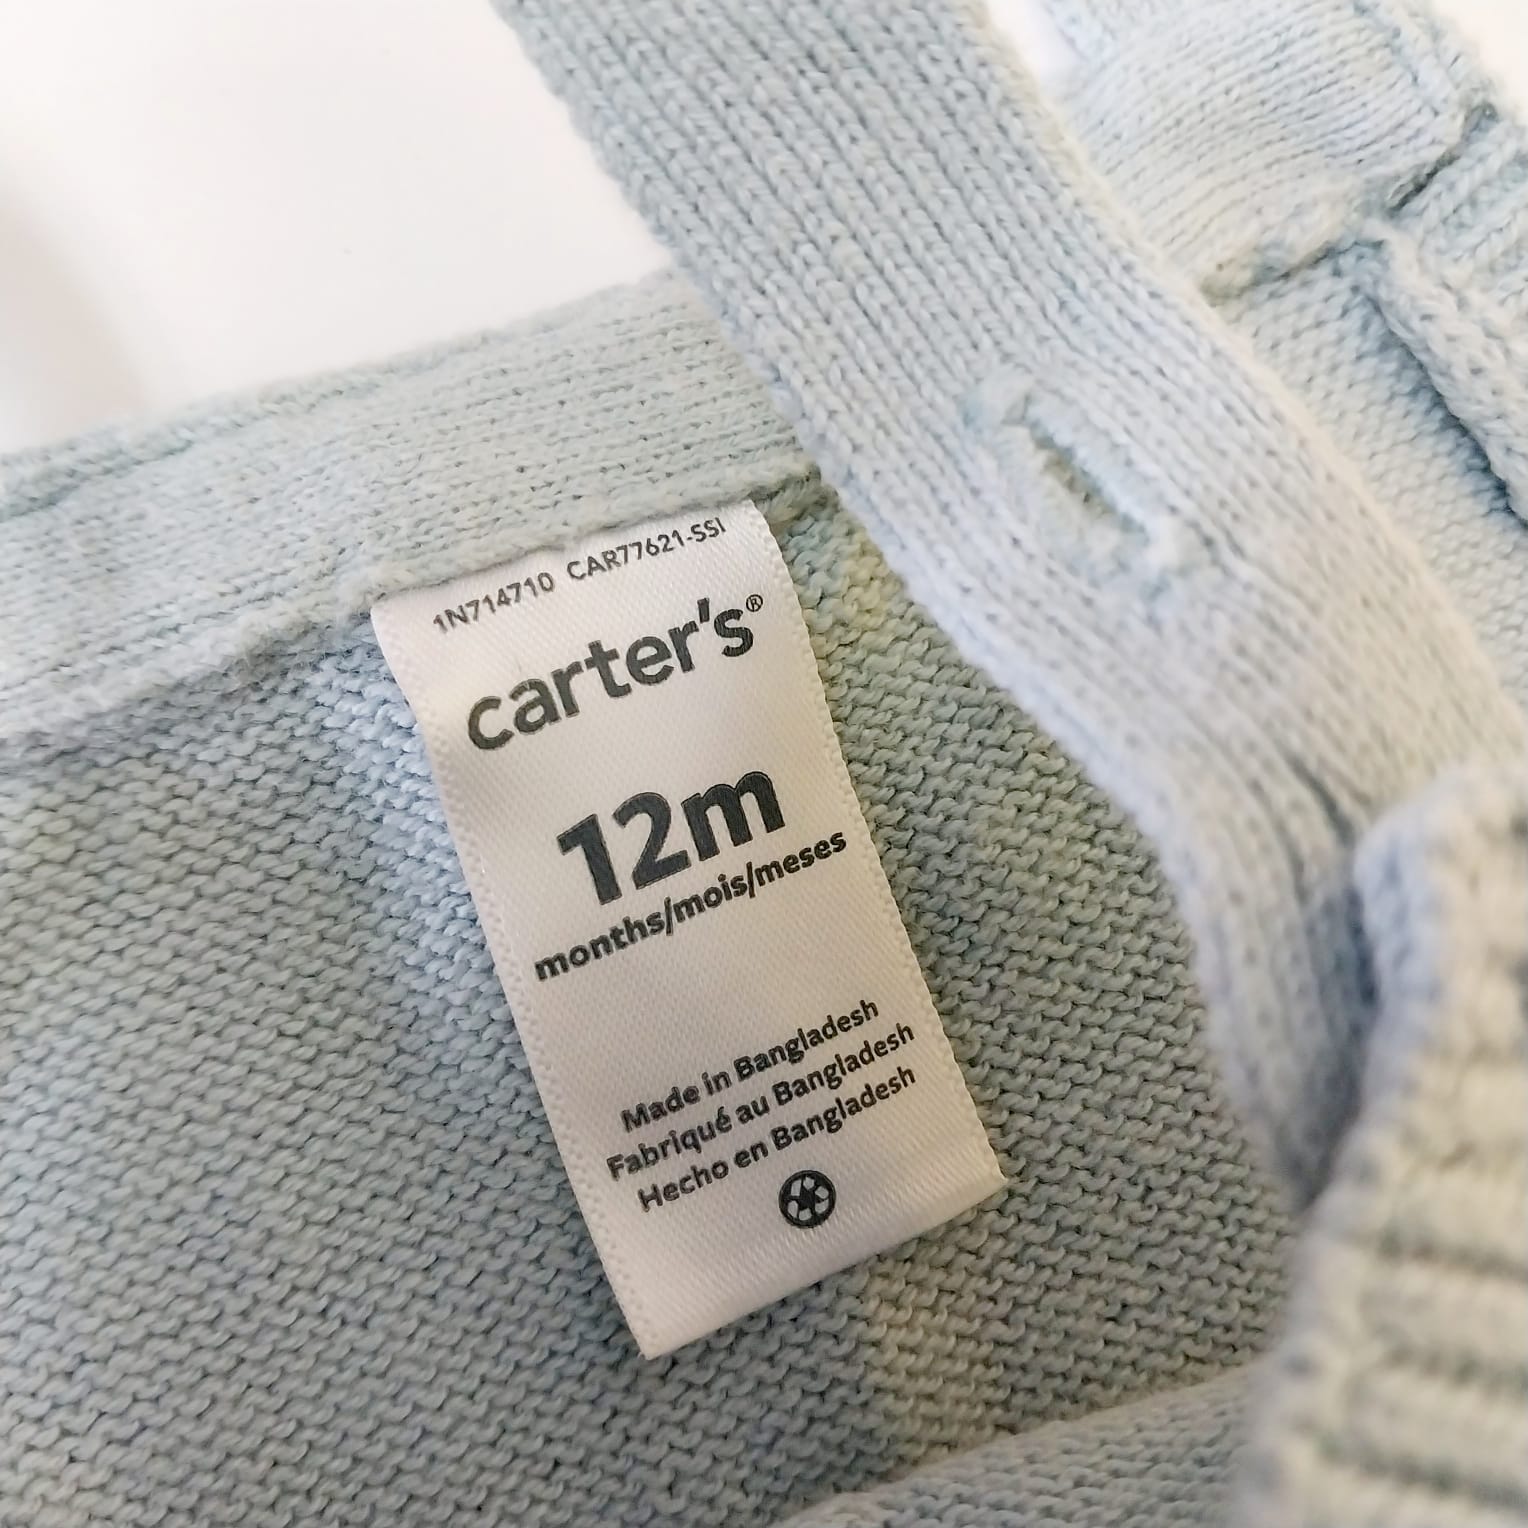 1N714710 CAR77621-SSI
carter's®
12m
months/mois/meses
Made in Bangladesh
Fabriqué au Bangladesh
Hecho en Bangladesh